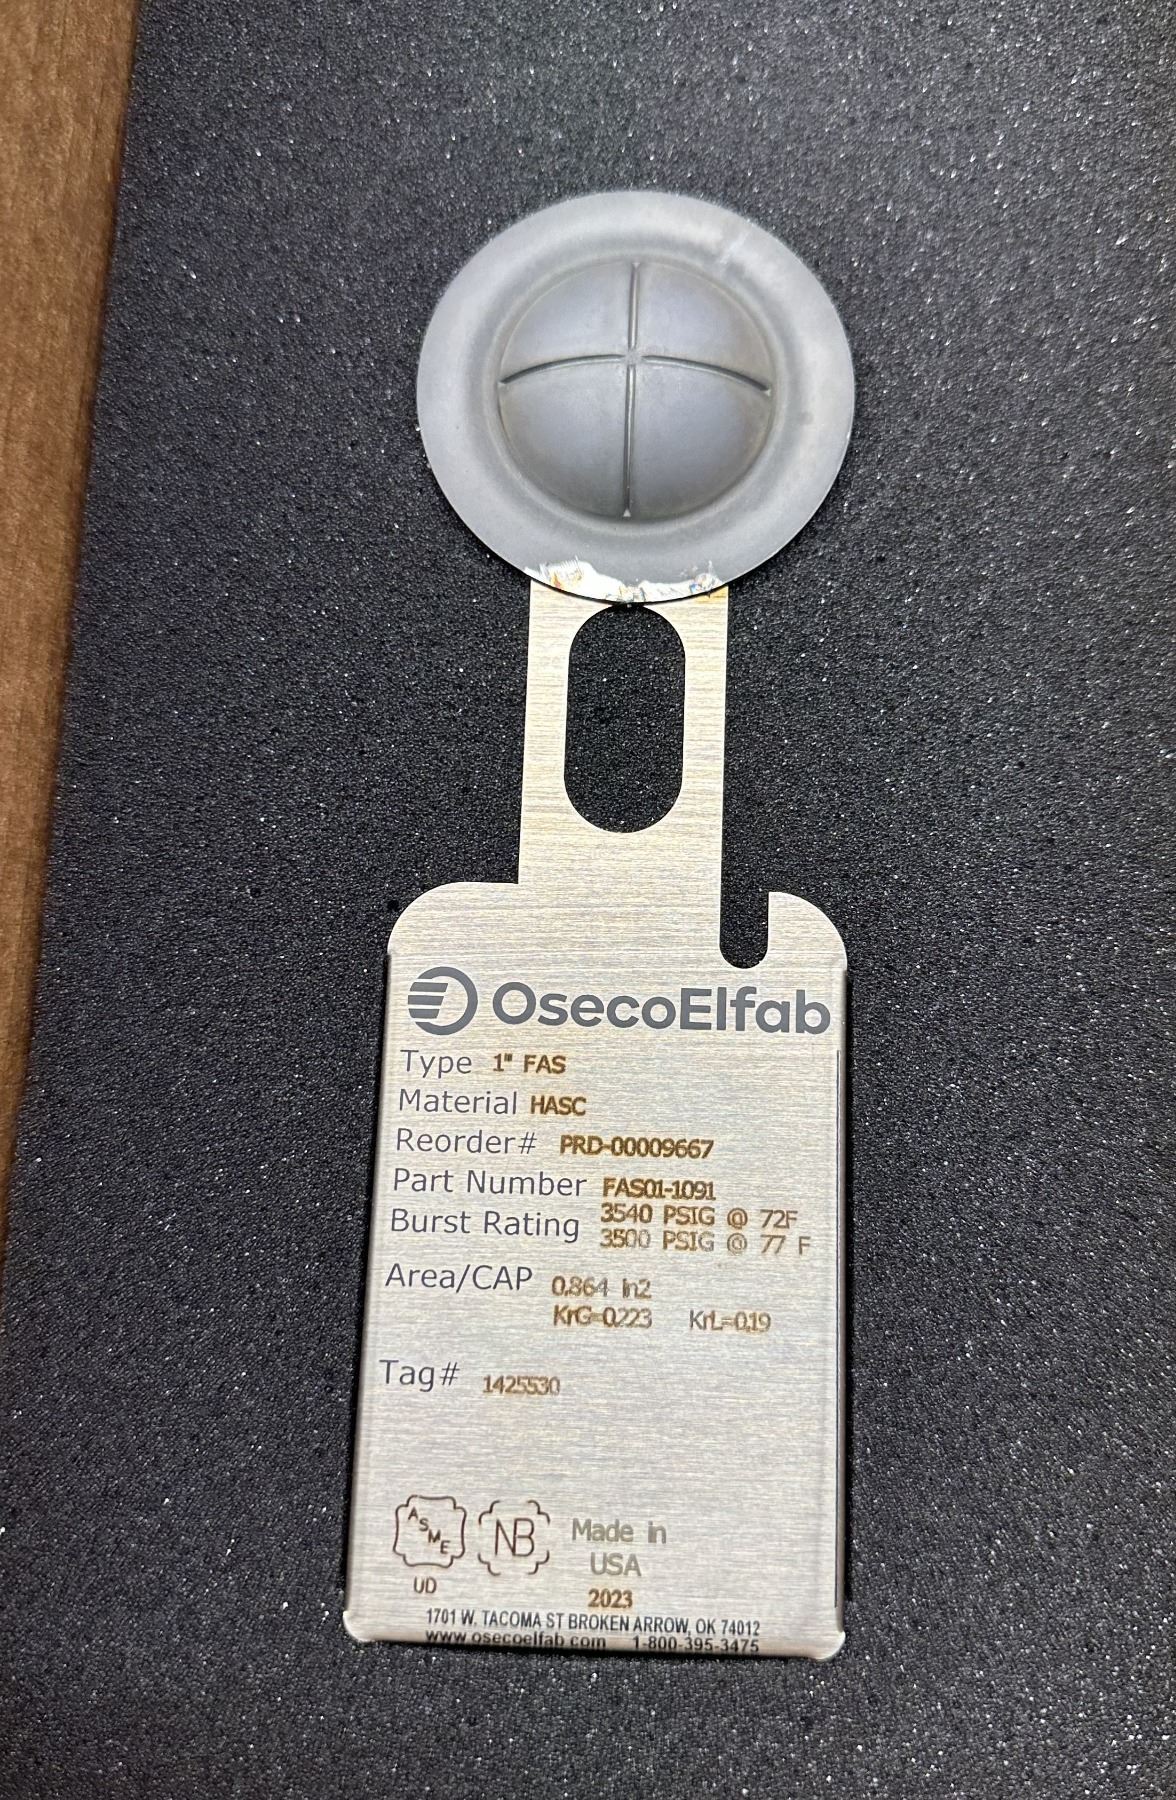 OsecoElfab
Type 1" FAS
Material HASC
Reorder# PRD-00009667
Part Number FAS01-1091
Burst Rating 3540 PSIG @ 72F
3500 PSIG @ 77 F
Area/CAP 0.864 in2
KrG=0.223 KrL=0.19
Tag# 1425530
ASME NB Made in
UD USA
2023
1701 W. TACOMA ST BROKEN ARROW, OK 74012
www.osecoelfab.com 1-800-395-3475